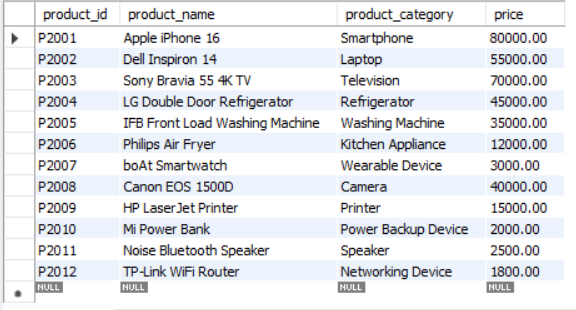 product_id product_name product_category price
P2001 Apple iPhone 16 Smartphone 80000.00
P2002 Dell Inspiron 14 Laptop 55000.00
P2003 Sony Bravia 55 4K TV Television 70000.00
P2004 LG Double Door Refrigerator Refrigerator 45000.00
P2005 IFB Front Load Washing Machine Washing Machine 35000.00
P2006 Philips Air Fryer Kitchen Appliance 12000.00
P2007 boAt Smartwatch Wearable Device 3000.00
P2008 Canon EOS 1500D Camera 40000.00
P2009 HP LaserJet Printer Printer 15000.00
P2010 Mi Power Bank Power Backup Device 2000.00
P2011 Noise Bluetooth Speaker Speaker 2500.00
P2012 TP-Link WiFi Router Networking Device 1800.00
NULL NULL NULL NULL